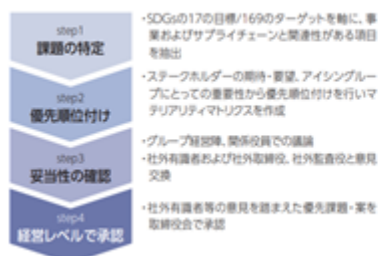 step1
課題の特定
・SDGsの17の目標/169のターゲットを軸に、事
業およびサプライチェーンと関連性がある項目
を抽出
step2
優先順位付け
・ステークホルダーの期待・要望、アイシングルー
プにとっての重要性から優先順位付けを行いマ
テリアリティマトリクスを作成
step3
妥当性の確認
・グループ経営陣、関係役員での議論
・社外有識者および社外取締役、社外監査役と意見
交換
step4
経営レベルで承認
・社外有識者等の意見を踏まえた優先課題・案を
取締役会で承認